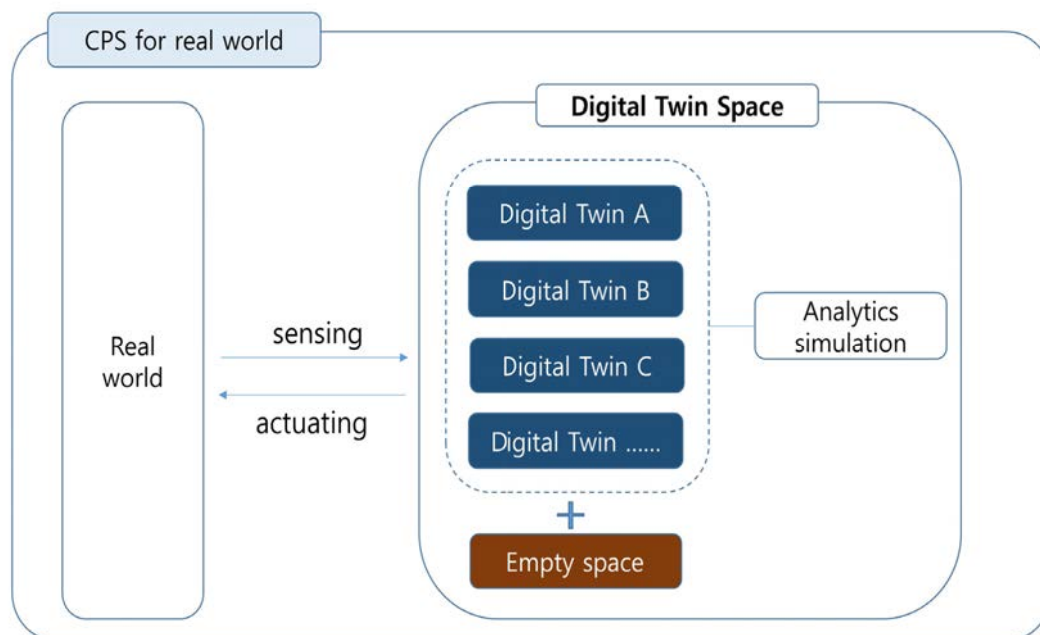 CPS for real world
Digital Twin Space
Digital Twin A
Digital Twin B
Digital Twin C
Digital Twin ……
Analytics
simulation
Real
world
sensing
actuating
+
Empty space